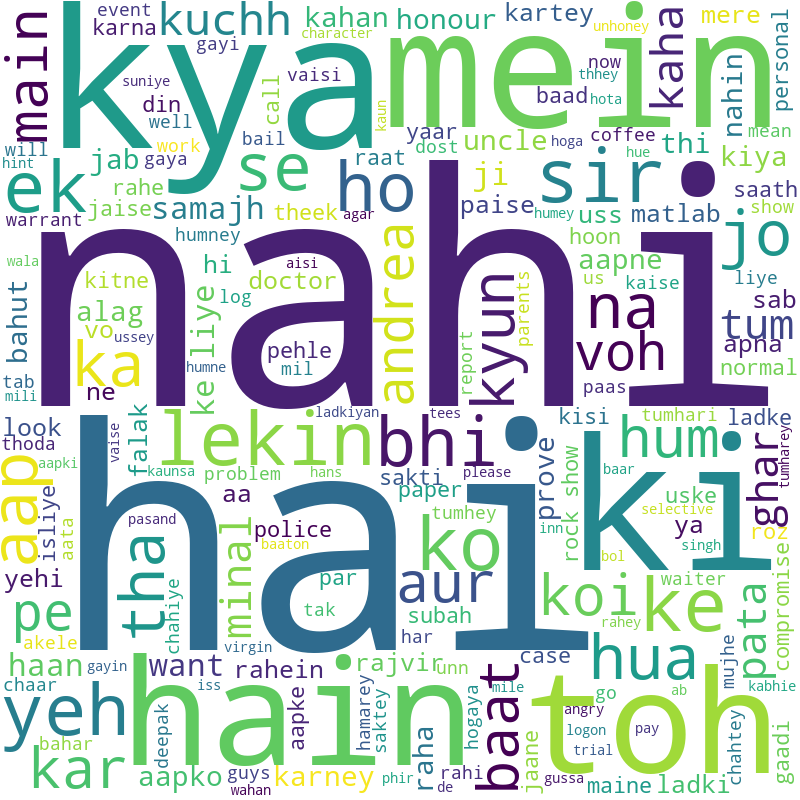 event
karna
kuchh
kahan
honour
kartey
mere
gayi
character
unhoney
personal
main
suniye
vaisi
kya
mein
now
kaha
din
call
kaun
baad
thhey
hota
nahin
well
will
work
bail
yaar
uncle
coffee
thi
mean
hint
ek
jab
gaya
se
raat
dost
hoga
besides
hue
kiya
rahe
ho
ji
sir
saath
warrant
jaise
samajh
theek
agar
paise
humey
uss
matlab
show
jo
wala
humney
nahi
andrea
hoon
aapne
us
liye
kitne
hi
aisi
doctor
kyun
kaise
sab
bahut
alag
vo
log
ussey
liye
na
tum
tab
ka
pehle
mil
voh
apna
mili
ne
ke
humne
report
parents
paas
normal
look
falak
lekin
ladkiyan
bhi
tees
kisi
tumhari
ladke
thoda
vaise
hai
ki
hum
ghar
tumharey
aap
aapki
kaunsa
problem
hans
sakti
please
prove
rock show
baar
isliye
aata
aa
paper
uske
selective
tha
pasand
minal
police
tumhey
ko
inn
ya
roz
yehi
baaton
par
aur
bol
singh
pe
chahiye
tak
subah
koi
ke
waiter
pata
compromise
akele
virgin
har
rahey
haan
gayin
iss
want
rahein
rajvir
unn
case
hua
mujhe
kabhie
chaar
hain
aapke
hamarey
saktey
hogaya
baat
mile
go
ab
yeh
deepak
toh
angry
bahar
raha
jaane
logon
pay
chahtey
gaadi
kar
aapko
guys
karney
phir
rahi
gussa
trial
wahan
de
maine
ladki